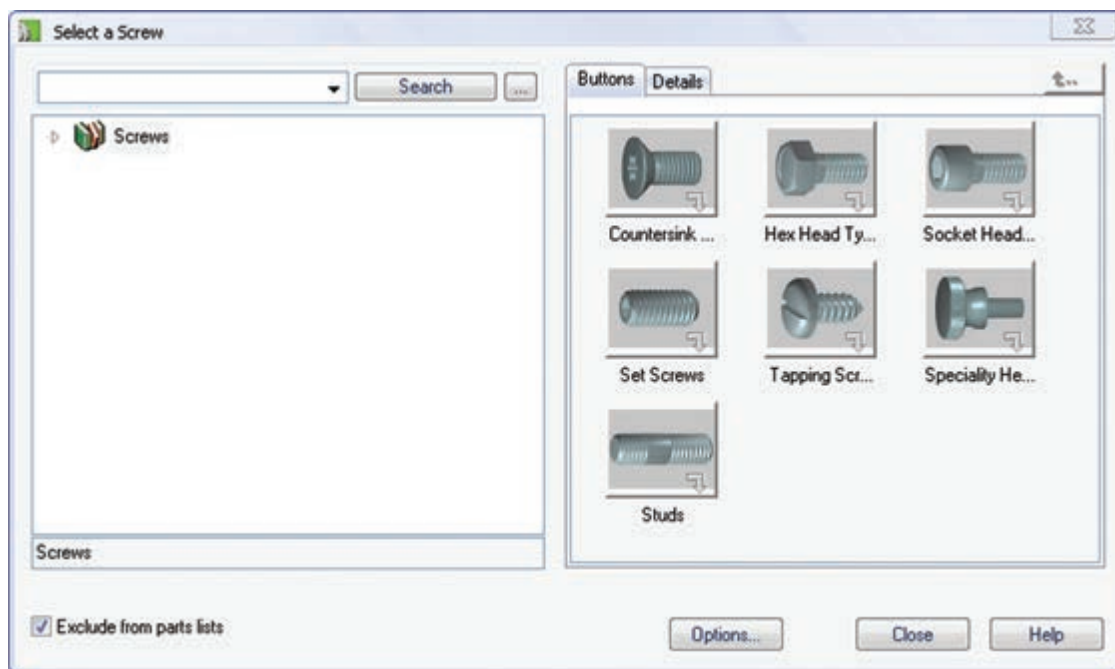 Select a Screw
Search ...
Screws
Screws
Buttons Details
Countersink ... Hex Head Ty... Socket Head...
Set Screws Tapping Scr... Speciality He...
Studs
Exclude from parts lists
Options... Close Help